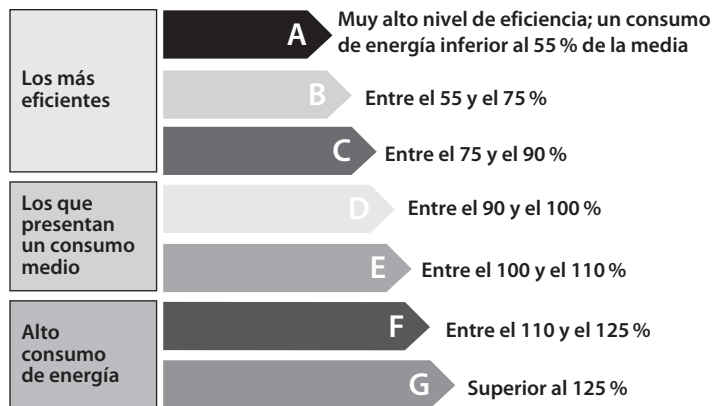 Los más
eficientes
A
Muy alto nivel de eficiencia; un consumo
de energía inferior al 55 % de la media
B
Entre el 55 y el 75 %
C
Entre el 75 y el 90 %
Los que
presentan
un consumo
medio
D
Entre el 90 y el 100 %
E
Entre el 100 y el 110 %
Alto
consumo
de energía
F
Entre el 110 y el 125 %
G
Superior al 125 %